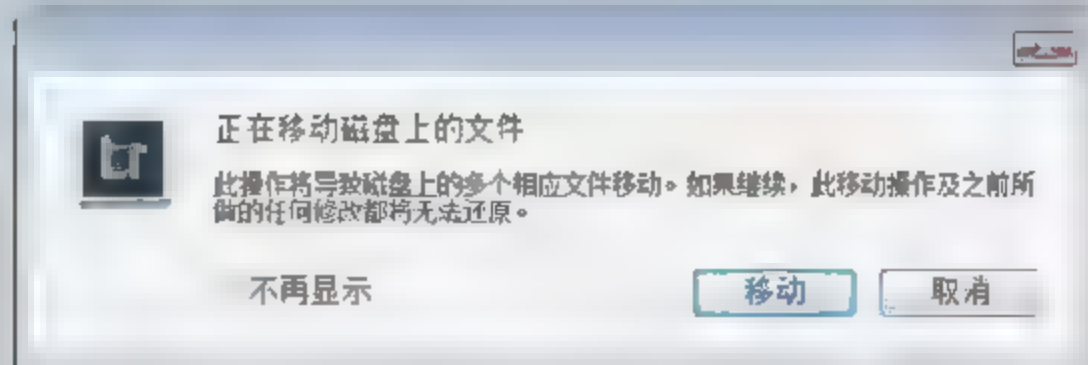 正在移动磁盘上的文件
此操作将导致磁盘上的多个相应文件移动。如果继续，此移动操作及之前所
做的任何修改都将无法还原。
不再显示
移动
取消